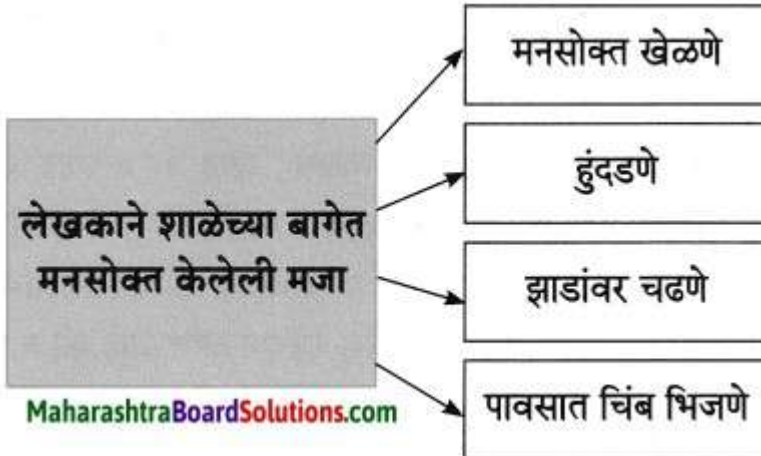 मनसोक्त खेळणे
हुंदडणे
लेखकाने शाळेच्या बागेत
मनसोक्त केलेली मजा
झाडांवर चढणे
पावसात चिंब भिजणे
MaharashtraBoardSolutions.com